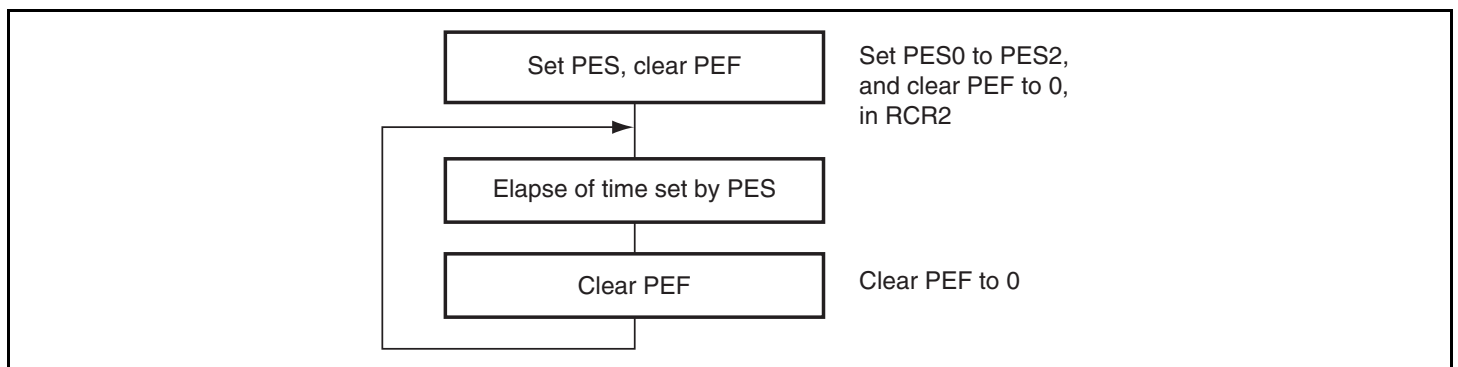 Set PES, clear PEF
Set PES0 to PES2,
and clear PEF to 0,
in RCR2
Elapse of time set by PES
Clear PEF
Clear PEF to 0